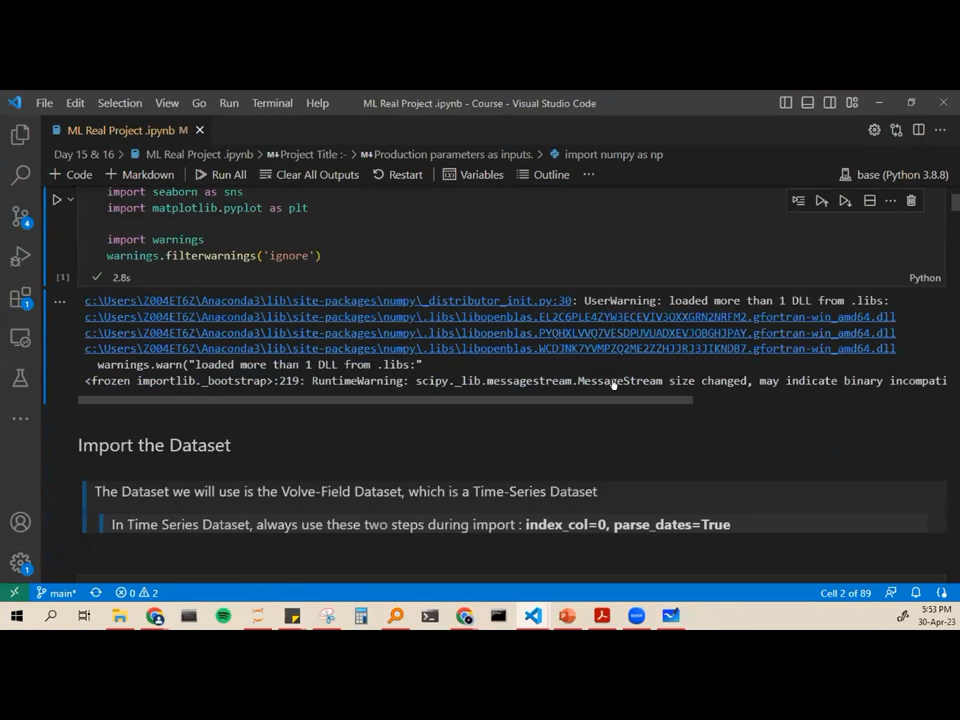 File Edit Selection View Go Run Terminal Help ML Real Project .ipynb - Course - Visual Studio Code
ML Real Project .ipynb M
Day 15 & 16 > ML Real Project .ipynb > M↓Project Title :- > M↓Production parameters as inputs. > import numpy as np
+ Code + Markdown Run All Clear All Outputs Restart Variables Outline ... base (Python 3.8.8)
import seaborn as sns
import matplotlib.pyplot as plt
import warnings
warnings.filterwarnings('ignore')
[1] 2.8s Python
c:\Users\Z004ET6Z\Anaconda3\lib\site-packages\numpy\_distributor_init.py:30: UserWarning: loaded more than 1 DLL from .libs:
c:\Users\Z004ET6Z\Anaconda3\lib\site-packages\numpy\.libs\libopenblas.EL2C6PLE4ZYW3ECEVIV3OXXGRN2NRFM2.gfortran-win_amd64.dll
c:\Users\Z004ET6Z\Anaconda3\lib\site-packages\numpy\.libs\libopenblas.PYQHXLVVQ7VESDPUVUADXEVJOBGHJPAY.gfortran-win_amd64.dll
c:\Users\Z004ET6Z\Anaconda3\lib\site-packages\numpy\.libs\libopenblas.WCDJNK7YVMPZQ2ME2ZZHJJRJ3JIKNDB7.gfortran-win_amd64.dll
warnings.warn("loaded more than 1 DLL from .libs:"
<frozen importlib._bootstrap>:219: RuntimeWarning: scipy._lib.messagestream.MessageStream size changed, may indicate binary incompati
Import the Dataset
The Dataset we will use is the Volve-Field Dataset, which is a Time-Series Dataset
In Time Series Dataset, always use these two steps during import : index_col=0, parse_dates=True
4
1
1
main* 0 2 Cell 2 of 89
5:53 PM
30-Apr-23